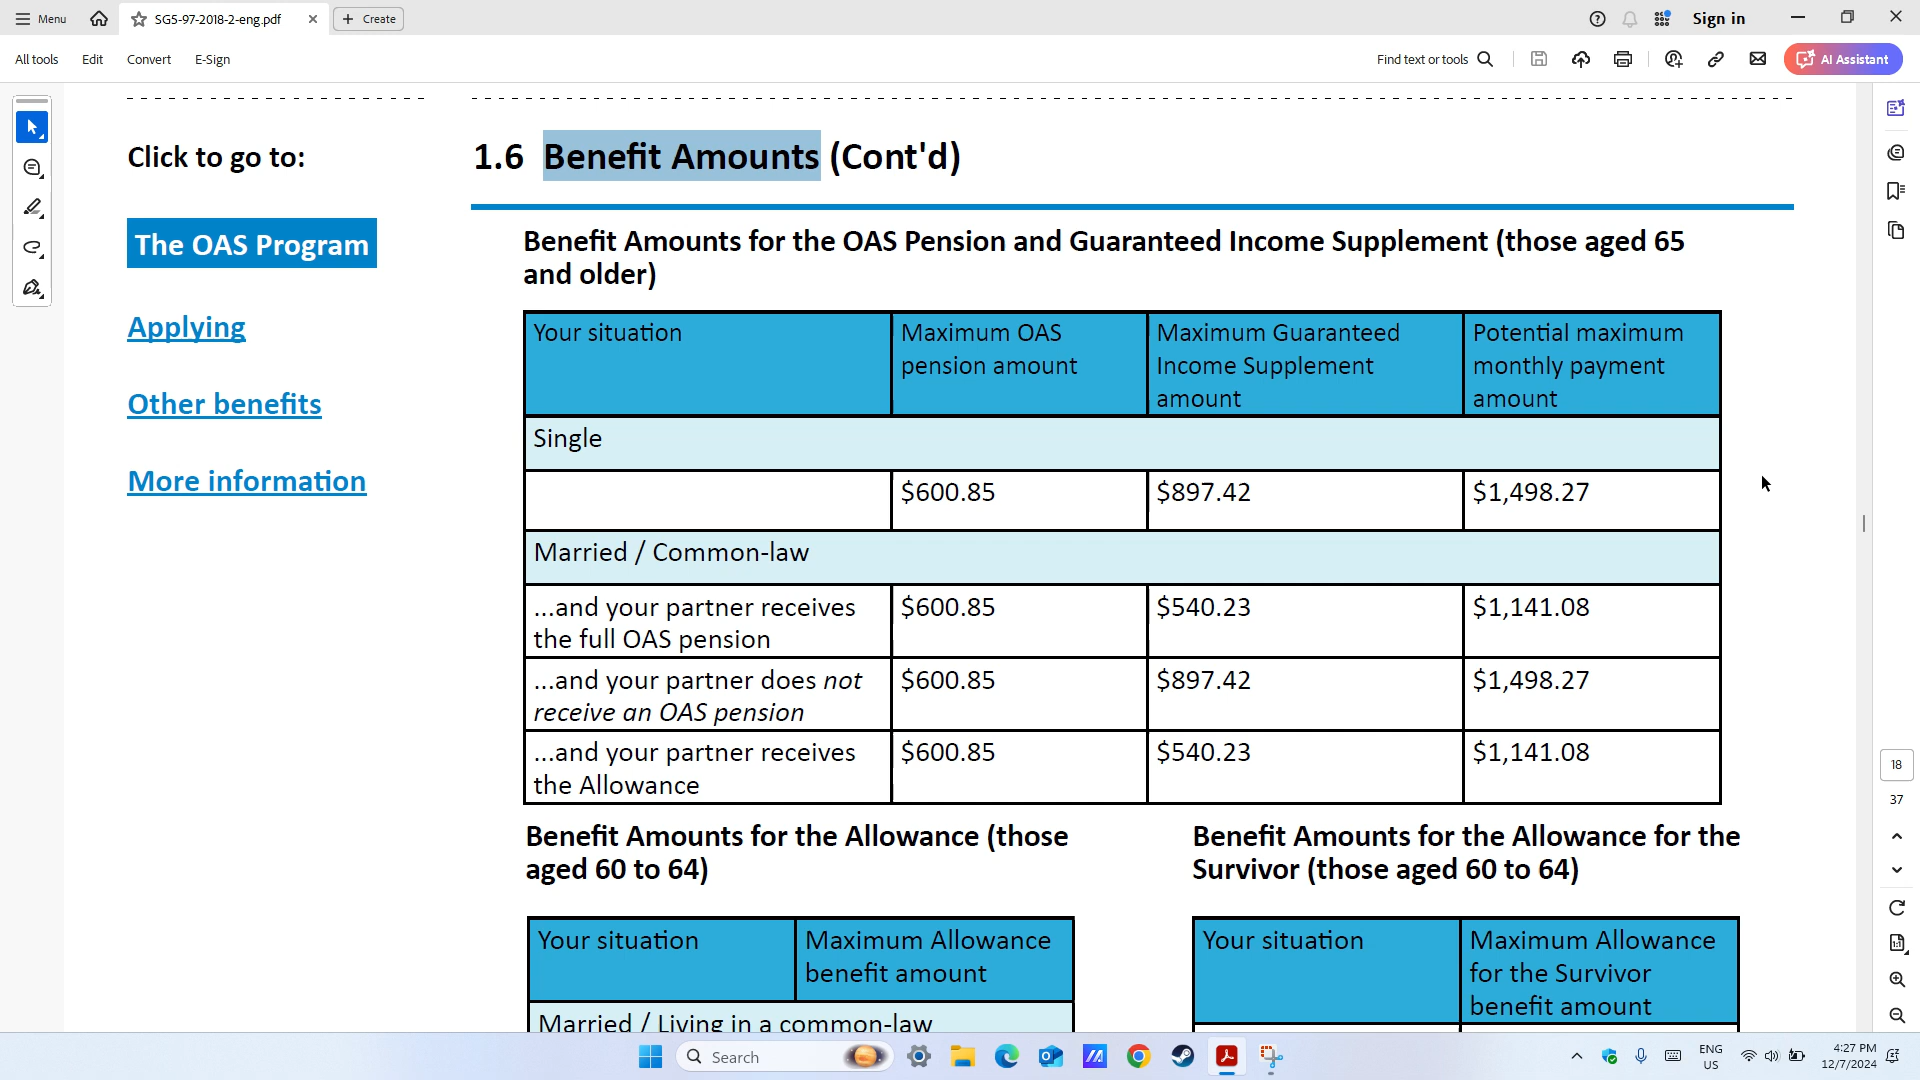 Menu
SG5-97-2018-2-eng.pdf
Create
Sign in
All tools
Edit
Convert
E-Sign
Find text or tools
AI Assistant
Click to go to:
The OAS Program
Applying
Other benefits
More information
1.6 Benefit Amounts (Cont'd)
Benefit Amounts for the OAS Pension and Guaranteed Income Supplement (those aged 65
and older)
Your situation
Maximum OAS
pension amount
Maximum Guaranteed
Income Supplement
amount
Potential maximum
monthly payment
amount
Single
$600.85
$897.42
$1,498.27
Married / Common-law
...and your partner receives
the full OAS pension
$600.85
$540.23
$1,141.08
...and your partner does not
receive an OAS pension
$600.85
$897.42
$1,498.27
...and your partner receives
the Allowance
$600.85
$540.23
$1,141.08
Benefit Amounts for the Allowance (those
aged 60 to 64)
Your situation
Maximum Allowance
benefit amount
Married / Living in a common-law
Benefit Amounts for the Allowance for the
Survivor (those aged 60 to 64)
Your situation
Maximum Allowance
for the Survivor
benefit amount
18
37
Search
ENG
US
4:27 PM
12/7/2024